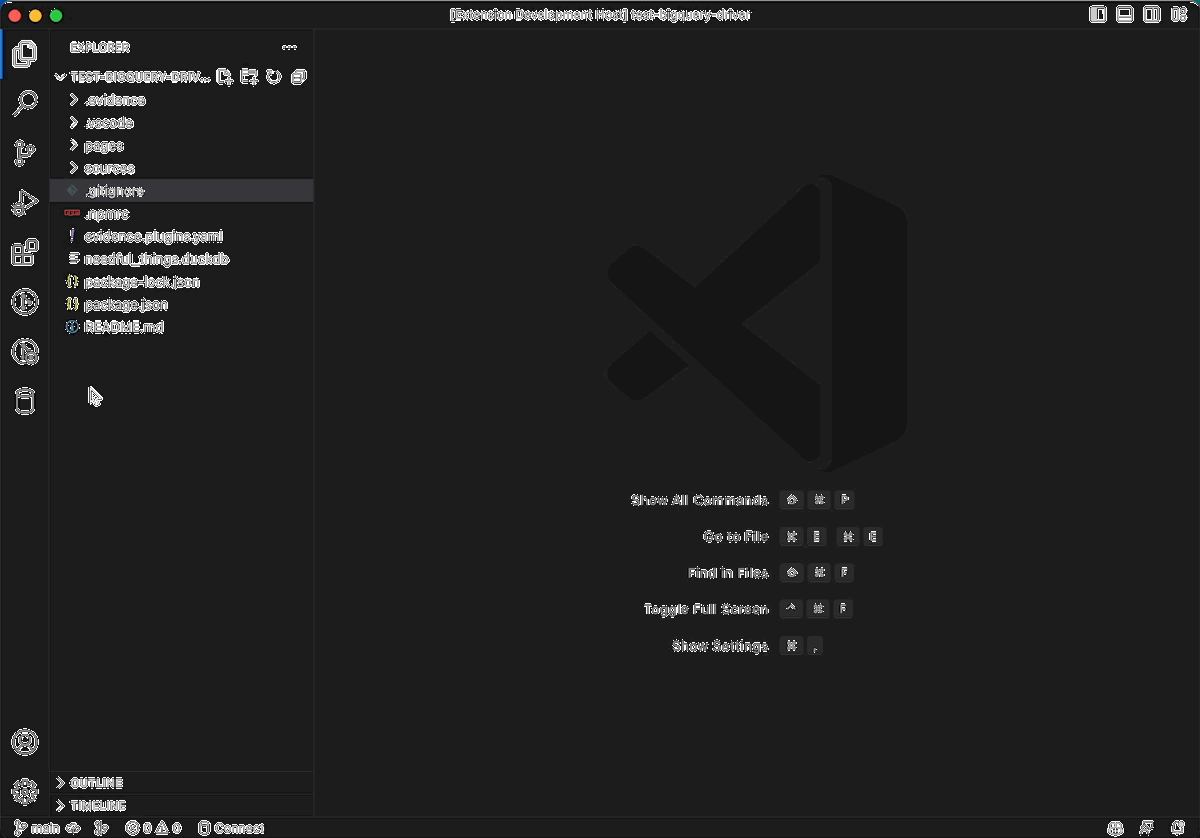 [Extension Development Host] test-bigquery-driver
EXPLORER
TEST-BIGQUERY-DRIV...
.evidence
.vscode
pages
sources
.gitignore
.npmrc
evidence.plugins.yaml
needful_things.duckdb
package-lock.json
package.json
README.md
Show All Commands ⇧ ⌘ P
Go to File ⌘ E
Find in Files ⇧ ⌘ F
Toggle Full Screen ^ ⌘ F
Show Settings ⌘ ,
OUTLINE
TIMELINE
main 0 0 Connect